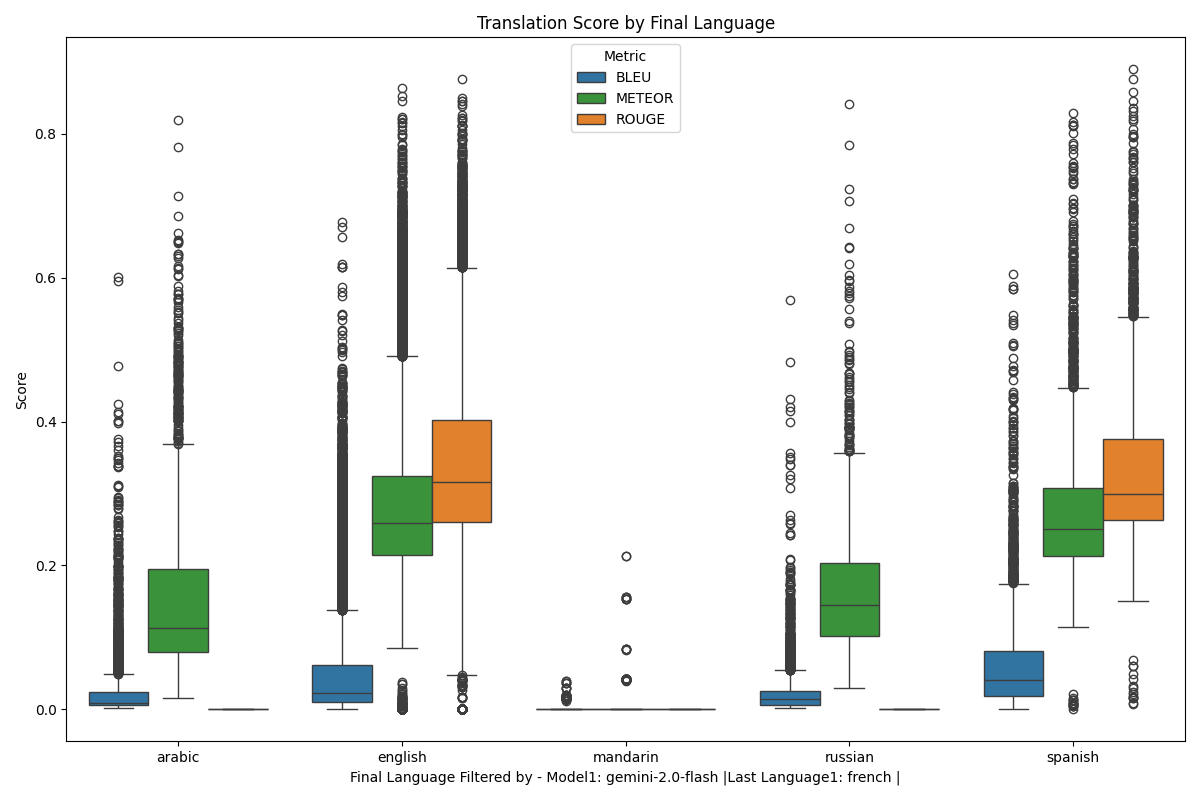 Translation Score by Final Language
Metric
BLEU
METEOR
ROUGE
Score
0.8
0.6
0.4
0.2
0.0
arabic
english
mandarin
russian
spanish
Final Language Filtered by - Model1: gemini-2.0-flash |Last Language1: french |